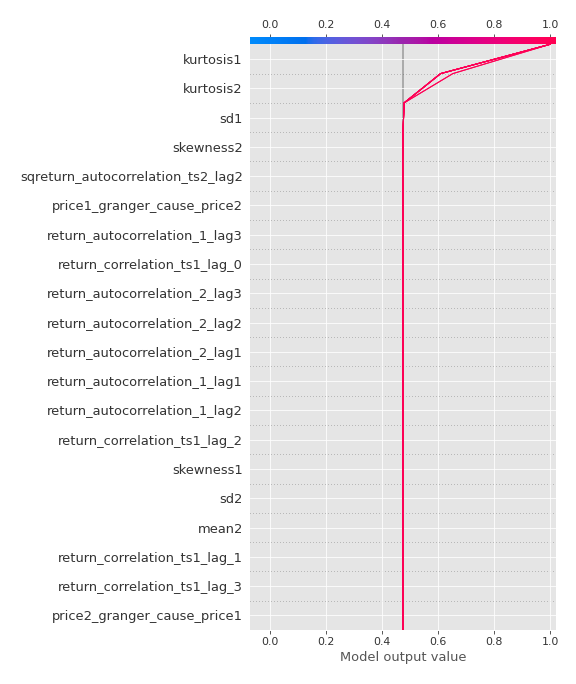 0.0 0.2 0.4 0.6 0.8 1.0
kurtosis1
kurtosis2
sd1
skewness2
sqreturn_autocorrelation_ts2_lag2
price1_granger_cause_price2
return_autocorrelation_1_lag3
return_correlation_ts1_lag_0
return_autocorrelation_2_lag3
return_autocorrelation_2_lag2
return_autocorrelation_2_lag1
return_autocorrelation_1_lag1
return_autocorrelation_1_lag2
return_correlation_ts1_lag_2
skewness1
sd2
mean2
return_correlation_ts1_lag_1
return_correlation_ts1_lag_3
price2_granger_cause_price1
0.0 0.2 0.4 0.6 0.8 1.0
Model output value